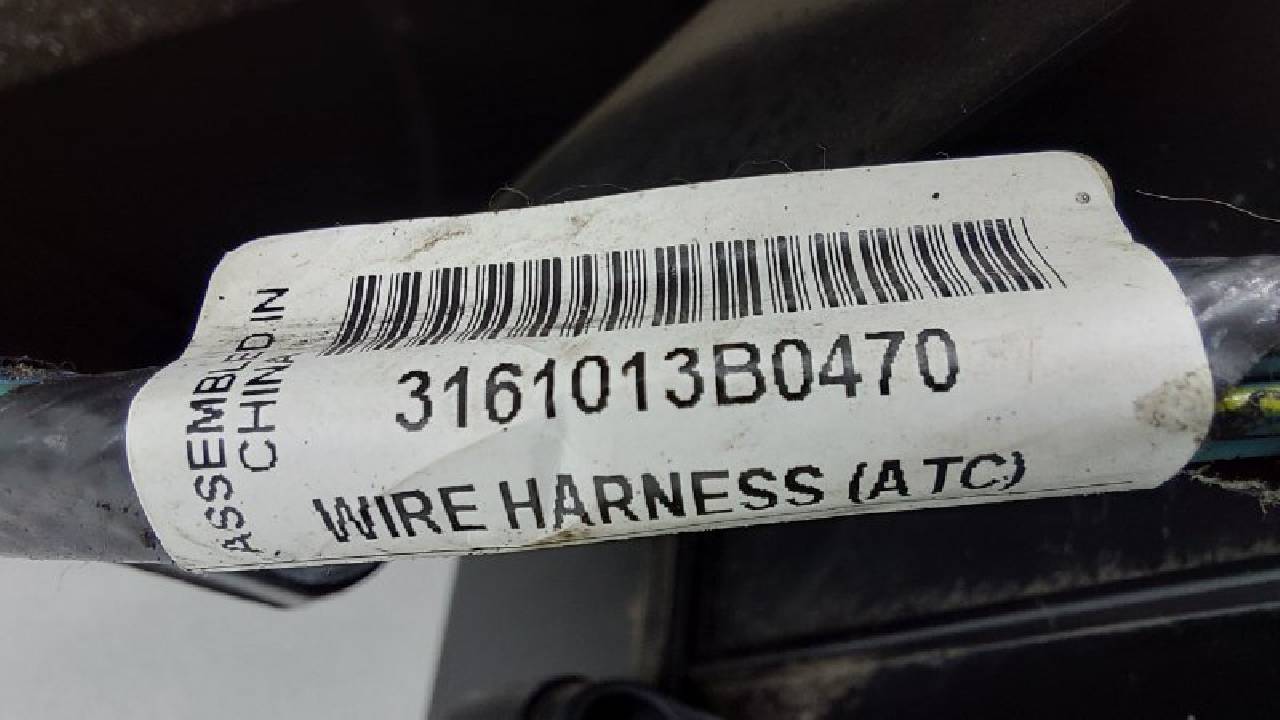 ASSEMBLED IN
CHINA
3161013B0470
WIRE HARNESS (ATC)